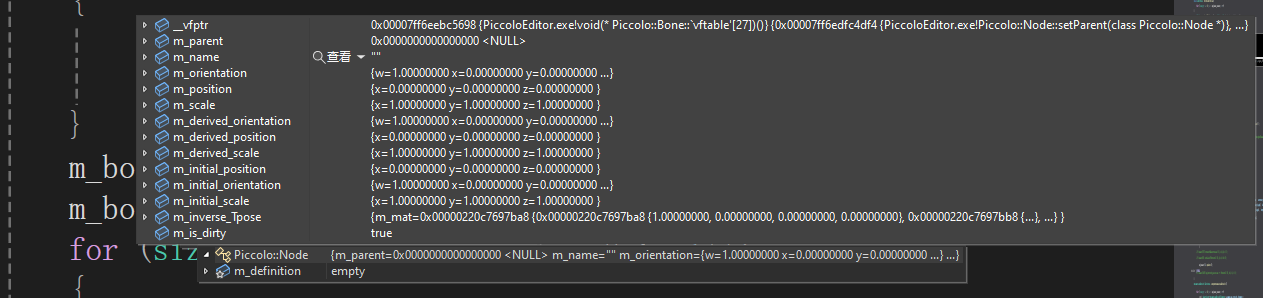 {
__vfptr 0x00007ff6eebc5698 {PiccoloEditor.exe!void(* Piccolo::Bone::`vftable'[27])()} {0x00007ff6edfc4df4 {PiccoloEditor.exe!Piccolo::Node::setParent(class Piccolo::Node *)}, ...}
m_parent 0x0000000000000000 <NULL>
m_name 查看 ""
m_orientation {w=1.00000000 x=0.00000000 y=0.00000000 ...}
m_position {x=0.00000000 y=0.00000000 z=0.00000000 }
m_scale {x=1.00000000 y=1.00000000 z=1.00000000 }
m_derived_orientation {w=1.00000000 x=0.00000000 y=0.00000000 ...}
m_derived_position {x=0.00000000 y=0.00000000 z=0.00000000 }
m_derived_scale {x=1.00000000 y=1.00000000 z=1.00000000 }
m_initial_position {x=0.00000000 y=0.00000000 z=0.00000000 }
m_initial_orientation {w=1.00000000 x=0.00000000 y=0.00000000 ...}
m_initial_scale {x=1.00000000 y=1.00000000 z=1.00000000 }
m_inverse_Tpose {m_mat=0x00000220c7697ba8 {0x00000220c7697ba8 {1.00000000, 0.00000000, 0.00000000, 0.00000000}, 0x00000220c7697bb8 {...}, ...} }
m_is_dirty true
}
m_bo
m_bo
for (siz
Piccolo::Node {m_parent=0x0000000000000000 <NULL> m_name="" m_orientation={w=1.00000000 x=0.00000000 y=0.00000000 ...} ...}
m_definition empty
{